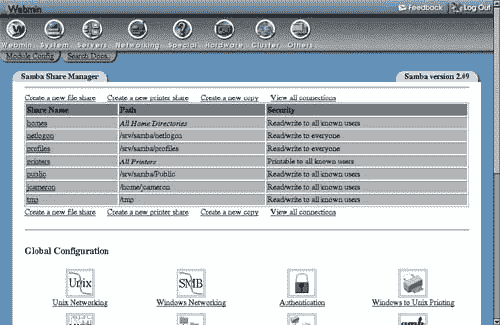 Webmin
Feedback Log Out
Webmin System Servers Networking Special Hardware Cluster Others
Module Config Search Docs.
Samba Share Manager Samba version 2.09
Create a new file share Create a new printer share Create a new copy View all connections
Share Name Path Security
homes All Home Directories Read/write to all known users
netlogon /srv/samba/netlogon Read/write to everyone
profiles /srv/samba/profiles Read/write to everyone
printers All Printers Printable to all known users
public /srv/samba/Public Read/write to all known users
jcameron /home/jcameron Read/write to all known users
tmp /tmp Read/write to all known users
Create a new file share Create a new printer share Create a new copy View all connections
Global Configuration
Unix SMB
Unix Networking Windows Networking Authentication Windows to Unix Printing